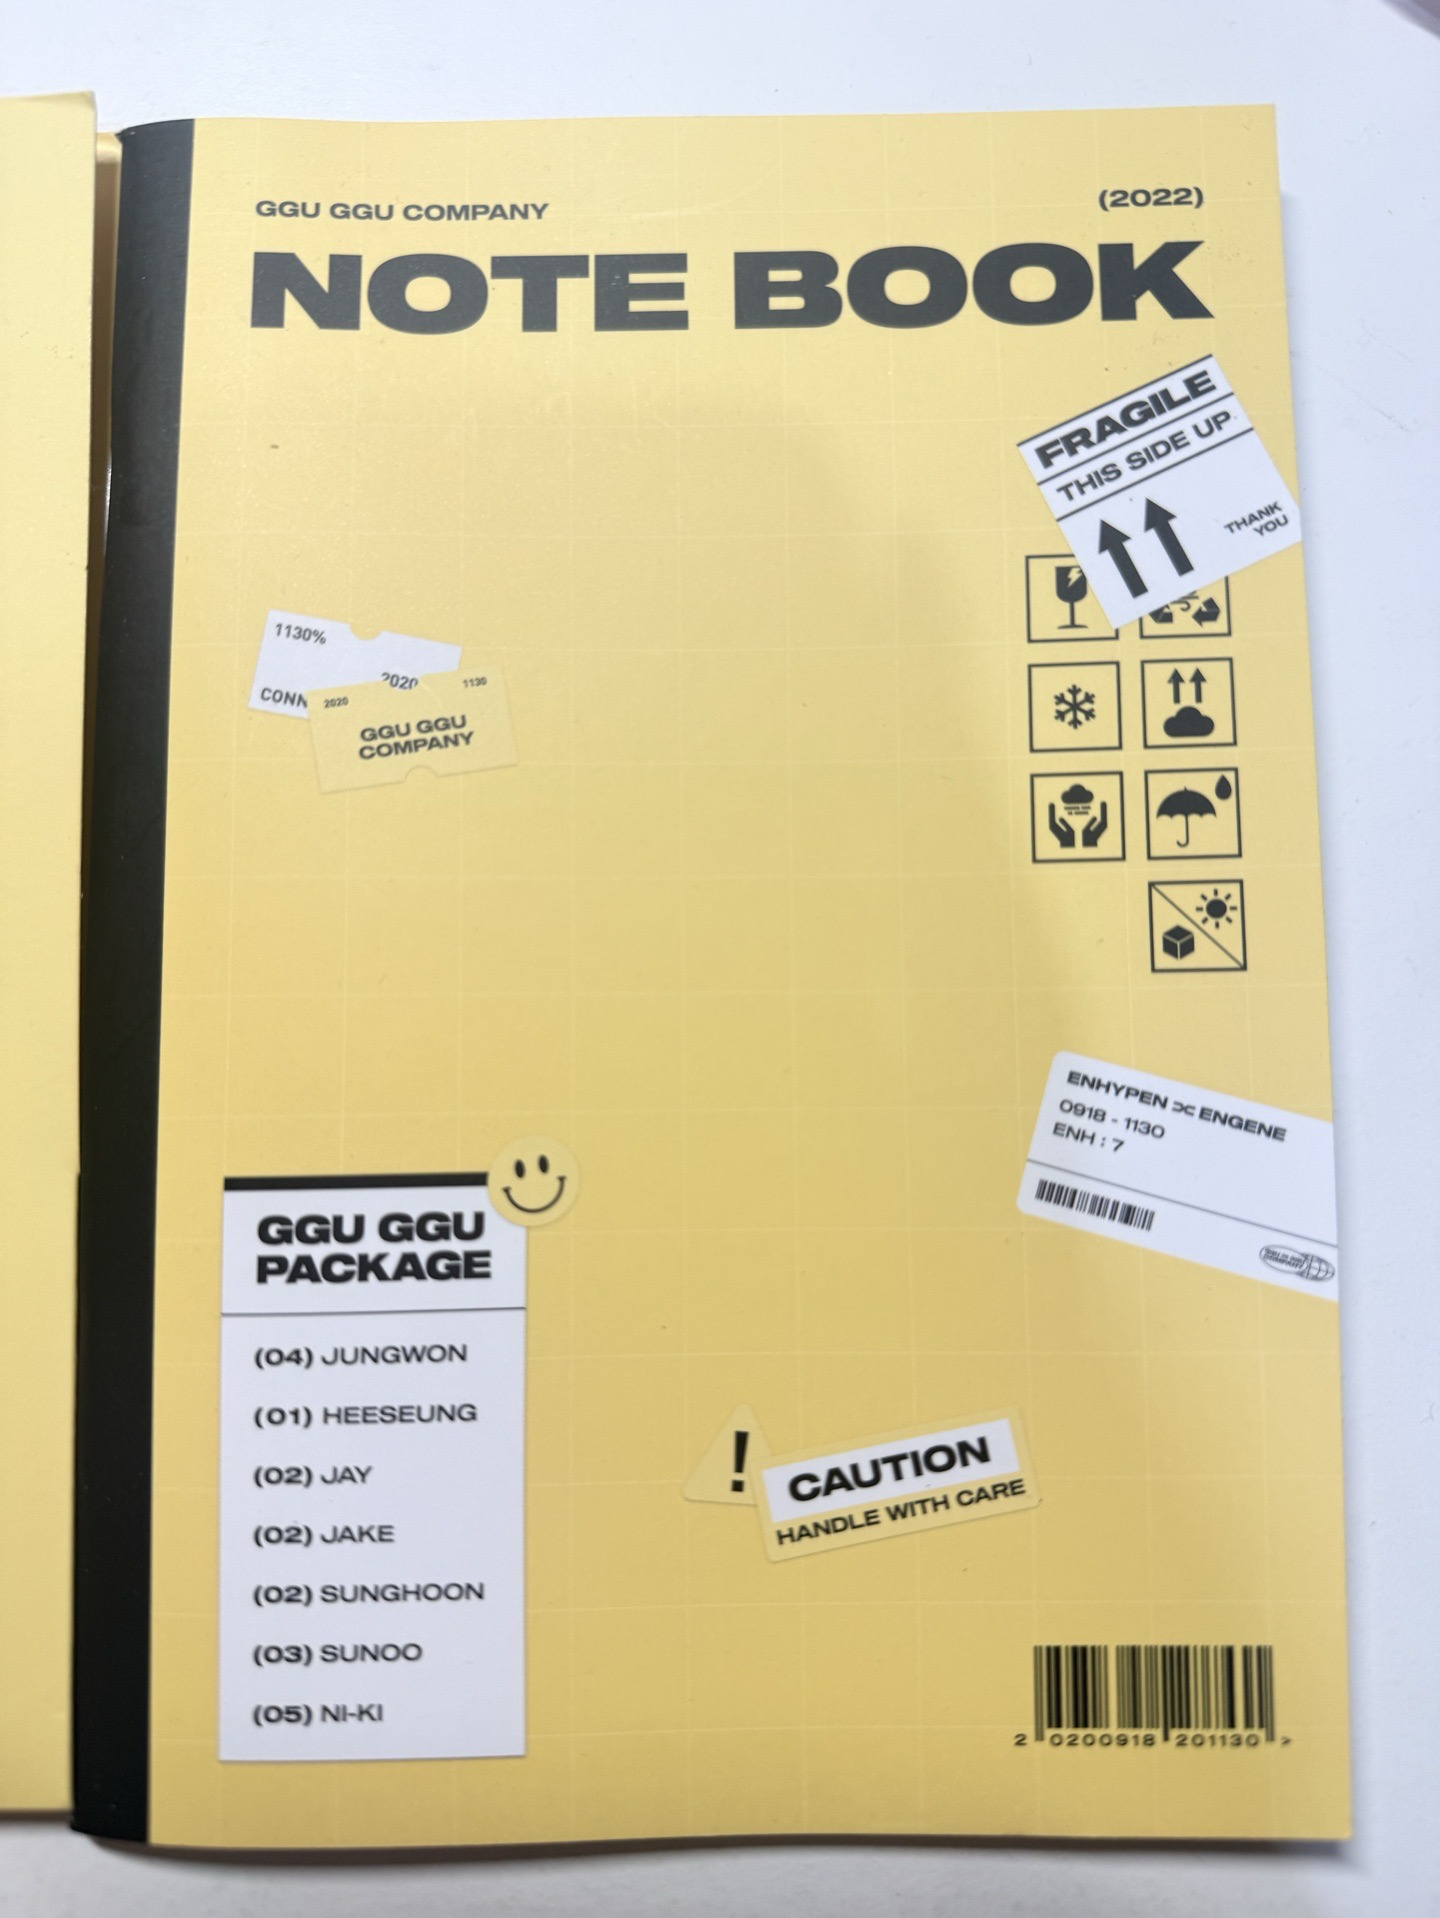 GGU GGU COMPANY
(2022)
NOTE BOOK
FRAGILE
THIS SIDE UP
THANK
YOU
1130%
2020
CONN
2020
1130
GGU GGU
COMPANY
ENHYPEN ENGENE
0918 - 1130
ENH : 7
GGU GGU
PACKAGE
(04) JUNGWON
(01) HEESEUNG
(02) JAY
(02) JAKE
(02) SUNGHOON
(03) SUNOO
(05) NI-KI
!
CAUTION
HANDLE WITH CARE
2 0200918 201130 >